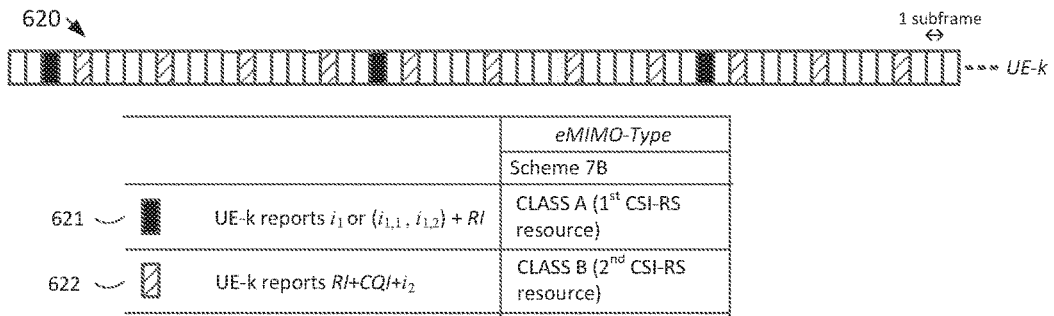 620
1 subframe
UE-k
eMIMO-Type
Scheme 7B
621
UE-k reports i1 or (i1,1 , i1,2) + RI
CLASS A (1st CSI-RS
resource)
622
UE-k reports RI+CQI+i2
CLASS B (2nd CSI-RS
resource)